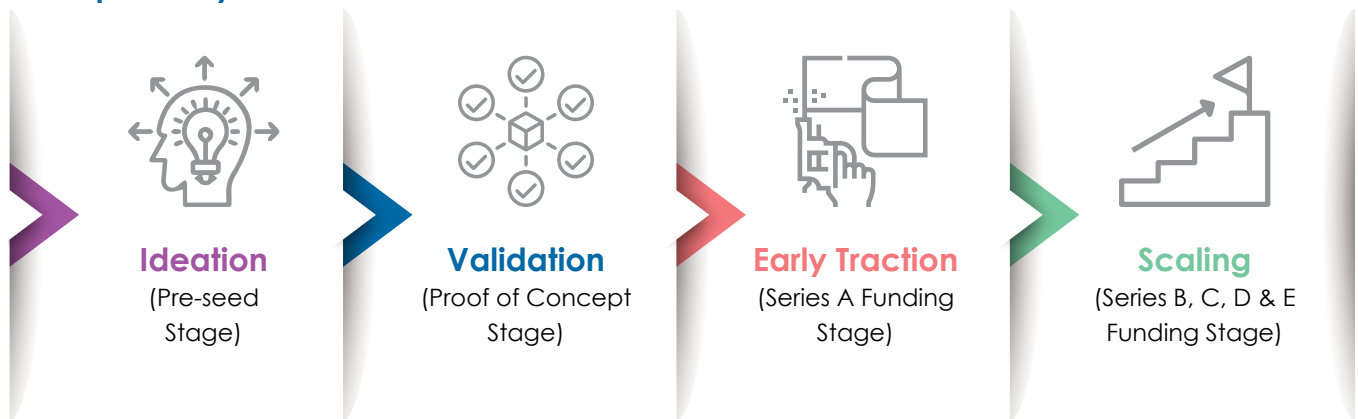 Ideation
(Pre-seed
Stage)
Validation
(Proof of Concept
Stage)
Early Traction
(Series A Funding
Stage)
Scaling
(Series B, C, D & E
Funding Stage)